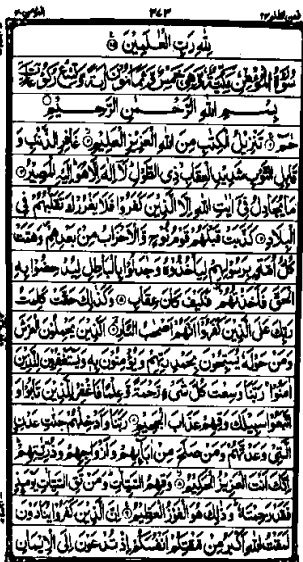 ۴۷۳
لِلّٰهِ رَبِّ الْعٰلَمِیْنَ
سُوْرَةُ الْمُؤْمِنِ مَکِّیَّةٌ
بِسْمِ اللّٰهِ الرَّحْمٰنِ الرَّحِیْمِ
حٰمٓ تَنْزِیْلُ الْکِتٰبِ مِنَ اللّٰهِ الْعَزِیْزِ الْعَلِیْمِ غَافِرِ الذَّنْۢبِ وَ
قَابِلِ التَّوْبِ شَدِیْدِ الْعِقَابِ ذِی الطَّوْلِ لَاۤ اِلٰهَ اِلَّا هُوَ اِلَیْهِ الْمَصِیْرُ
مَا یُجَادِلُ فِیْۤ اٰیٰتِ اللّٰهِ اِلَّا الَّذِیْنَ کَفَرُوْا فَلَا یَغْرُرْكَ تَقَلُّبُهُمْ فِی
الْبِلَادِ کَذَّبَتْ قَبْلَهُمْ قَوْمُ نُوْحٍ وَّ الْاَحْزَابُ مِنْۢ بَعْدِهِمْ وَ هَمَّتْ
کُلُّ اُمَّةٍۭ بِرَسُوْلِهِمْ لِیَاْخُذُوْهُ وَ جٰدَلُوْا بِالْبَاطِلِ لِیُدْحِضُوْا بِهِ
الْحَقَّ فَاَخَذْتُهُمْ فَکَیْفَ کَانَ عِقَابِ وَ کَذٰلِكَ حَقَّتْ کَلِمَتُ
رَبِّكَ عَلَی الَّذِیْنَ کَفَرُوْۤا اَنَّهُمْ اَصْحٰبُ النَّارِ اَلَّذِیْنَ یَحْمِلُوْنَ الْعَرْشَ
وَ مَنْ حَوْلَهٗ یُسَبِّحُوْنَ بِحَمْدِ رَبِّهِمْ وَ یُؤْمِنُوْنَ بِهٖ وَ یَسْتَغْفِرُوْنَ لِلَّذِیْنَ
اٰمَنُوْا رَبَّنَا وَسِعْتَ کُلَّ شَیْءٍ رَّحْمَةً وَّ عِلْمًا فَاغْفِرْ لِلَّذِیْنَ تَابُوْا وَ
اتَّبَعُوْا سَبِیْلَكَ وَ قِهِمْ عَذَابَ الْجَحِیْمِ رَبَّنَا وَ اَدْخِلْهُمْ جَنّٰتِ عَدْنِ
الَّتِیْ وَعَدْتَّهُمْ وَ مَنْ صَلَحَ مِنْ اٰبَآىِٕهِمْ وَ اَزْوَاجِهِمْ وَ ذُرِّیّٰتِهِمْ
اِنَّكَ اَنْتَ الْعَزِیْزُ الْحَکِیْمُ وَ قِهِمُ السَّیِّاٰتِ وَ مَنْ تَقِ السَّیِّاٰتِ یَوْمَىِٕذٍ
فَقَدْ رَحِمْتَهٗ وَ ذٰلِكَ هُوَ الْفَوْزُ الْعَظِیْمُ اِنَّ الَّذِیْنَ کَفَرُوْا یُنَادَوْنَ
لَمَقْتُ اللّٰهِ اَکْبَرُ مِنْ مَّقْتِکُمْ اَنْفُسَکُمْ اِذْ تُدْعَوْنَ اِلَی الْاِیْمَانِ